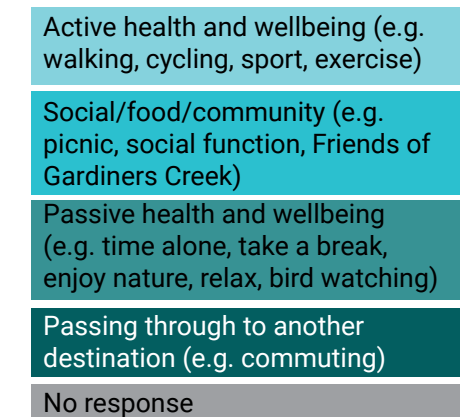 Active health and wellbeing (e.g.
walking, cycling, sport, exercise)
Social/food/community (e.g.
picnic, social function, Friends of
Gardiners Creek)
Passive health and wellbeing
(e.g. time alone, take a break,
enjoy nature, relax, bird watching)
Passing through to another
destination (e.g. commuting)
No response